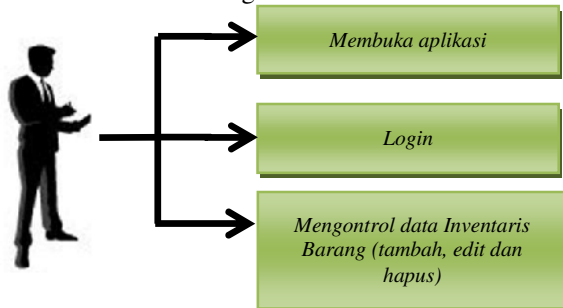 Membuka aplikasi
Login
Mengontrol data Inventaris
Barang (tambah, edit dan
hapus)